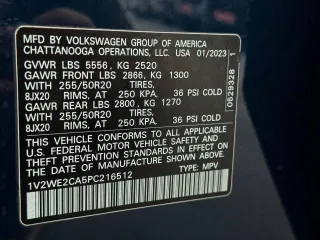 MFD. BY VOLKSWAGEN GROUP OF AMERICA
CHATTANOOGA OPERATIONS, LLC. USA 01/2023
GVWR LBS 5556, KG 2520
GAWR FRONT LBS 2866, KG 1300
WITH 255/50R20 TIRES,
8JX20 RIMS, AT 250 KPA, 36 PSI COLD
GAWR REAR LBS 2800, KG 1270
WITH 255/50R20 TIRES,
8JX20 RIMS, AT 250 KPA, 36 PSI COLD
THIS VEHICLE CONFORMS TO ALL APPLICABLE
U.S. FEDERAL MOTOR VEHICLE SAFETY AND
THEFT PREVENTION STANDARDS IN EFFECT ON
THE DATE OF MANUFACTURE SHOWN ABOVE.
1V2WE2CA5PC216512 TYPE: MPV
0529328 1